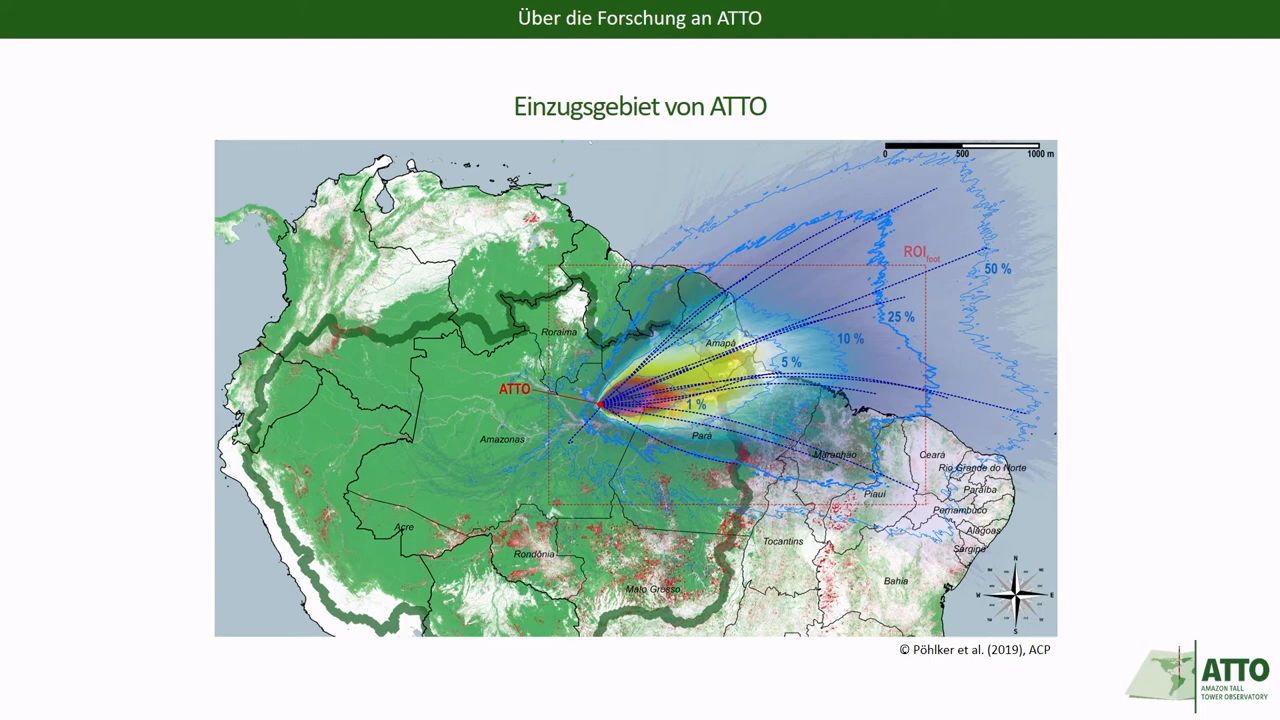 Über die Forschung an ATTO
Einzugsgebiet von ATTO
0 500 1000 m
ROIfoot
50 %
25 %
10 %
5 %
1 %
Roraima
Amapá
ATTO
Amazonas
Pará
Maranhão
Ceará
Rio Grande do Norte
Paraíba
Piauí
Pernambuco
Acre
Alagoas
Tocantins
Sergipe
Rondônia
Bahia
Mato Grosso
N
W
E
S
© Pöhlker et al. (2019), ACP
ATTO
AMAZON TALL
TOWER OBSERVATORY